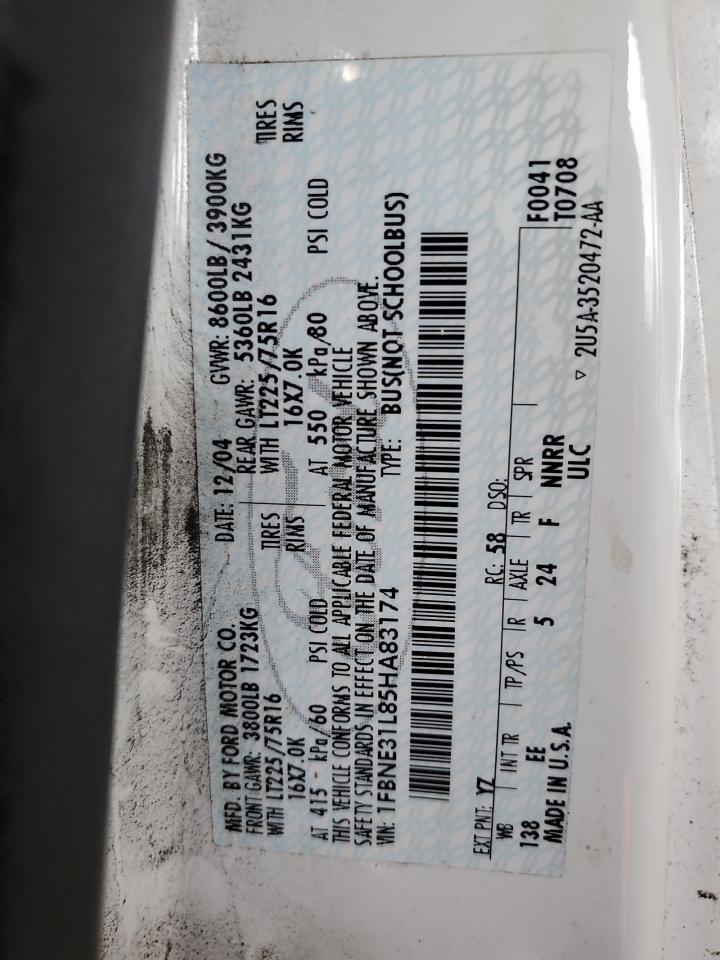 MFD. BY FORD MOTOR CO.
DATE: 12/04 GVWR: 8600LB/ 3900KG
FRONT GAWR: 3800LB 1723KG REAR GAWR: 5360LB 2431KG
WITH LT225/75R16 TIRES WITH LT225/75R16 TIRES
16X7.0K RIMS 16X7.0K RIMS
AT 415 - kPa/60 PSI COLD AT 550 kPa/80 PSI COLD
THIS VEHICLE CONFORMS TO ALL APPLICABLE FEDERAL MOTOR VEHICLE
SAFETY STANDARDS IN EFFECT ON THE DATE OF MANUFACTURE SHOWN ABOVE.
VIN: 1FBNE31L85HA83174 TYPE: BUS(NOT SCHOOLBUS)
EXT PNT: YZ RC: 58 DSO:
WB INT TR TP/PS R AXLE TR SPR F0041
138 EE 5 24 F NNRR T0708
MADE IN U.S.A. ULC
▽ 2U5A-3520472-AA